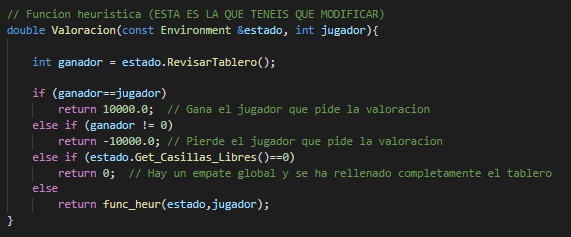 // Funcion heuristica (ESTA ES LA QUE TENEIS QUE MODIFICAR)
double Valoracion(const Environment &estado, int jugador){
int ganador = estado.RevisarTablero();
if (ganador==jugador)
return 10000.0;  // Gana el jugador que pide la valoracion
else if (ganador != 0)
return -10000.0; // Pierde el jugador que pide la valoracion
else if (estado.Get_Casillas_Libres()==0)
return 0;  // Hay un empate global y se ha rellenado completamente el tablero
else
return func_heur(estado,jugador);
}